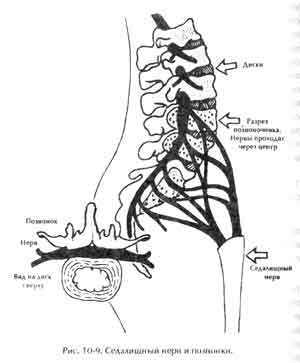 Диски
Разрез
позвоночника.
Нервы проходят
через центр
Позвонок
Нерв
Вид на диск
сверху
Седалищный
нерв
Рис. 10-9. Седалищный нерв и позвонки.